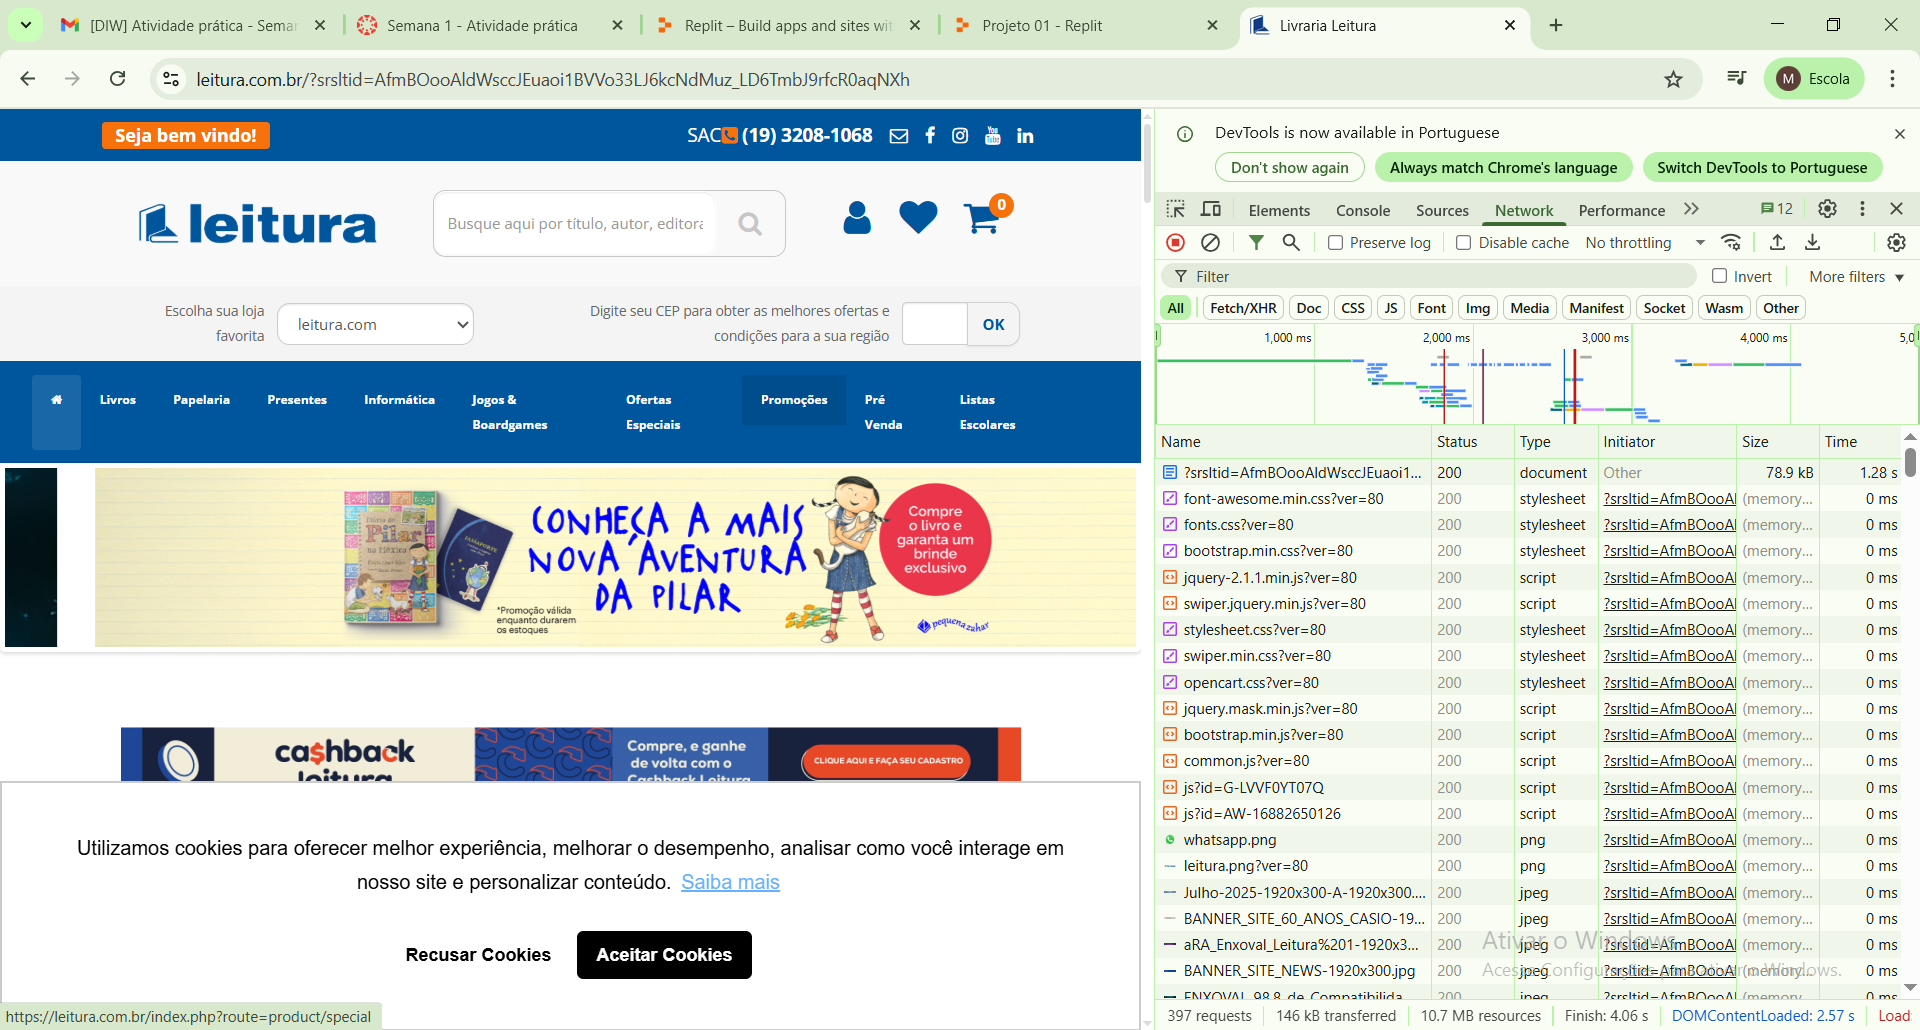 [DIW] Atividade prática - Semar
Semana 1 - Atividade prática
Replit – Build apps and sites wit
Projeto 01 - Replit
Livraria Leitura
leitura.com.br/?srsltid=AfmBOooAldWsccJEuaoi1BVVo33LJ6kcNdMuz_LD6TmbJ9rfcR0aqNXh
M Escola
Seja bem vindo!
SAC (19) 3208-1068
leitura
Busque aqui por título, autor, editora
0
Escolha sua loja
favorita
leitura.com
Digite seu CEP para obter as melhores ofertas e
condições para a sua região
OK
Livros
Papelaria
Presentes
Informática
Jogos &
Boardgames
Ofertas
Especiais
Promoções
Pré
Venda
Listas
Escolares
Pilar
no México
PASSAPORTE
CONHEÇA A MAIS
NOVA AVENTURA
DA PILAR
*Promoção válida
enquanto durarem
os estoques
Compre
o livro e
garanta um
brinde
exclusivo
pequena zahar
ca$hback
leitura
Compre, e ganhe
de volta com o
Cashback Leitura
CLIQUE AQUI E FAÇA SEU CADASTRO
Utilizamos cookies para oferecer melhor experiência, melhorar o desempenho, analisar como você interage em
nosso site e personalizar conteúdo. Saiba mais
Recusar Cookies
Aceitar Cookies
https://leitura.com.br/index.php?route=product/special
DevTools is now available in Portuguese
Don't show again
Always match Chrome's language
Switch DevTools to Portuguese
Elements Console Sources Network Performance 12
Preserve log Disable cache No throttling
Filter Invert More filters
All Fetch/XHR Doc CSS JS Font Img Media Manifest Socket Wasm Other
1,000 ms 2,000 ms 3,000 ms 4,000 ms 5,0
Name Status Type Initiator Size Time
?srsltid=AfmBOooAldWsccJEuaoi1... 200 document Other 78.9 kB 1.28 s
font-awesome.min.css?ver=80 200 stylesheet ?srsltid=AfmBOooAl (memory... 0 ms
fonts.css?ver=80 200 stylesheet ?srsltid=AfmBOooAl (memory... 0 ms
bootstrap.min.css?ver=80 200 stylesheet ?srsltid=AfmBOooAl (memory... 0 ms
jquery-2.1.1.min.js?ver=80 200 script ?srsltid=AfmBOooAl (memory... 0 ms
swiper.jquery.min.js?ver=80 200 script ?srsltid=AfmBOooAl (memory... 0 ms
stylesheet.css?ver=80 200 stylesheet ?srsltid=AfmBOooAl (memory... 0 ms
swiper.min.css?ver=80 200 stylesheet ?srsltid=AfmBOooAl (memory... 0 ms
opencart.css?ver=80 200 stylesheet ?srsltid=AfmBOooAl (memory... 0 ms
jquery.mask.min.js?ver=80 200 script ?srsltid=AfmBOooAl (memory... 0 ms
bootstrap.min.js?ver=80 200 script ?srsltid=AfmBOooAl (memory... 0 ms
common.js?ver=80 200 script ?srsltid=AfmBOooAl (memory... 0 ms
js?id=G-LVVF0YT07Q 200 script ?srsltid=AfmBOooAl (memory... 0 ms
js?id=AW-16882650126 200 script ?srsltid=AfmBOooAl (memory... 0 ms
whatsapp.png 200 png ?srsltid=AfmBOooAl (memory... 0 ms
leitura.png?ver=80 200 png ?srsltid=AfmBOooAl (memory... 0 ms
Julho-2025-1920x300-A-1920x300.... 200 jpeg ?srsltid=AfmBOooAl (memory... 0 ms
BANNER_SITE_60_ANOS_CASIO-19... 200 jpeg ?srsltid=AfmBOooAl (memory... 0 ms
aRA_Enxoval_Leitura%201-1920x3... 200 jpeg ?srsltid=AfmBOooAl (memory... 0 ms
BANNER_SITE_NEWS-1920x300.jpg 200 jpeg ?srsltid=AfmBOooAl (memory... 0 ms
Ativar o Windows
Acesse Configurações para ativar o Windows.
397 requests 146 kB transferred 10.7 MB resources Finish: 4.06 s DOMContentLoaded: 2.57 s Load: